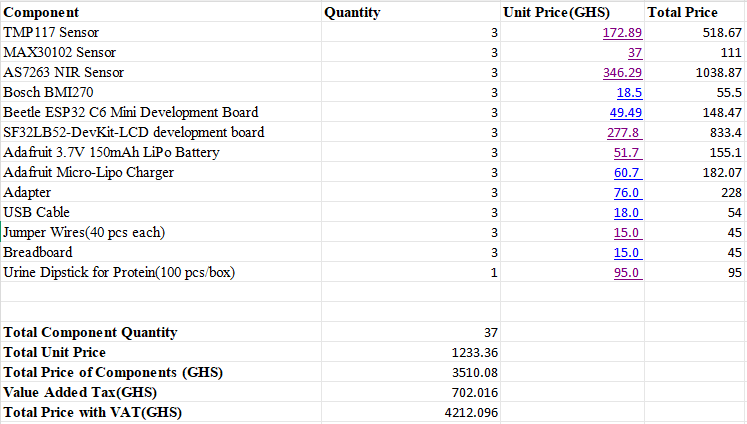 Component Quantity Unit Price(GHS) Total Price
TMP117 Sensor 3 172.89 518.67
MAX30102 Sensor 3 37 111
AS7263 NIR Sensor 3 346.29 1038.87
Bosch BMI270 3 18.5 55.5
Beetle ESP32 C6 Mini Development Board 3 49.49 148.47
SF32LB52-DevKit-LCD development board 3 277.8 833.4
Adafruit 3.7V 150mAh LiPo Battery 3 51.7 155.1
Adafruit Micro-Lipo Charger 3 60.7 182.07
Adapter 3 76.0 228
USB Cable 3 18.0 54
Jumper Wires(40 pcs each) 3 15.0 45
Breadboard 3 15.0 45
Urine Dipstick for Protein(100 pcs/box) 1 95.0 95
Total Component Quantity 37
Total Unit Price 1233.36
Total Price of Components (GHS) 3510.08
Value Added Tax(GHS) 702.016
Total Price with VAT(GHS) 4212.096